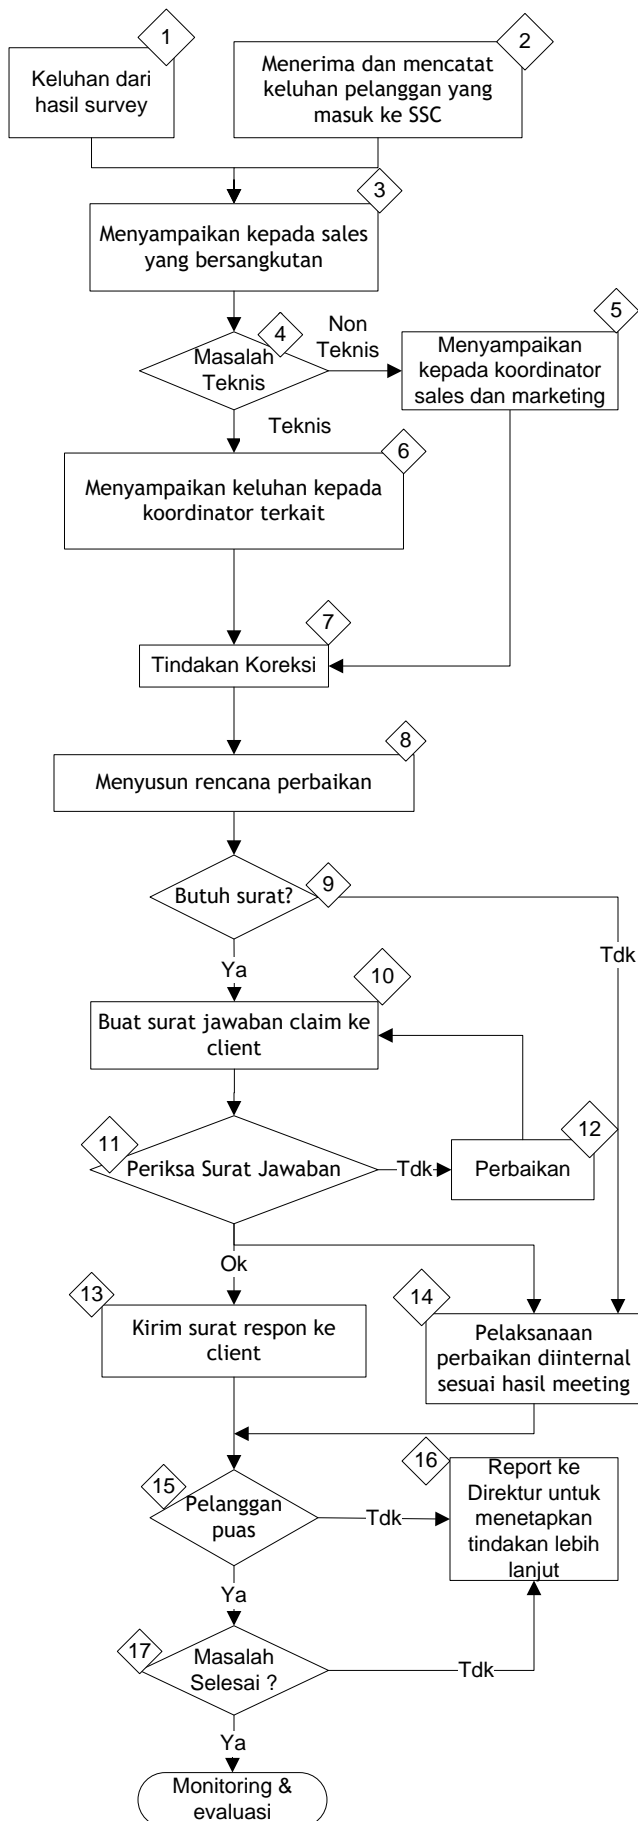 1
Keluhan dari
hasil survey
2
Menerima dan mencatat
keluhan pelanggan yang
masuk ke SSC
3
Menyampaikan kepada sales
yang bersangkutan
4
Masalah
Teknis
Non
Teknis
5
Menyampaikan
kepada koordinator
sales dan marketing
Teknis
6
Menyampaikan keluhan kepada
koordinator terkait
7
Tindakan Koreksi
8
Menyusun rencana perbaikan
9
Butuh surat?
Tdk
Ya
10
Buat surat jawaban claim ke
client
11
Periksa Surat Jawaban
Tdk
12
Perbaikan
Ok
13
Kirim surat respon ke
client
14
Pelaksanaan
perbaikan diinternal
sesuai hasil meeting
15
Pelanggan
puas
Tdk
16
Report ke
Direktur untuk
menetapkan
tindakan lebih
lanjut
Ya
17
Masalah
Selesai ?
Tdk
Ya
Monitoring &
evaluasi